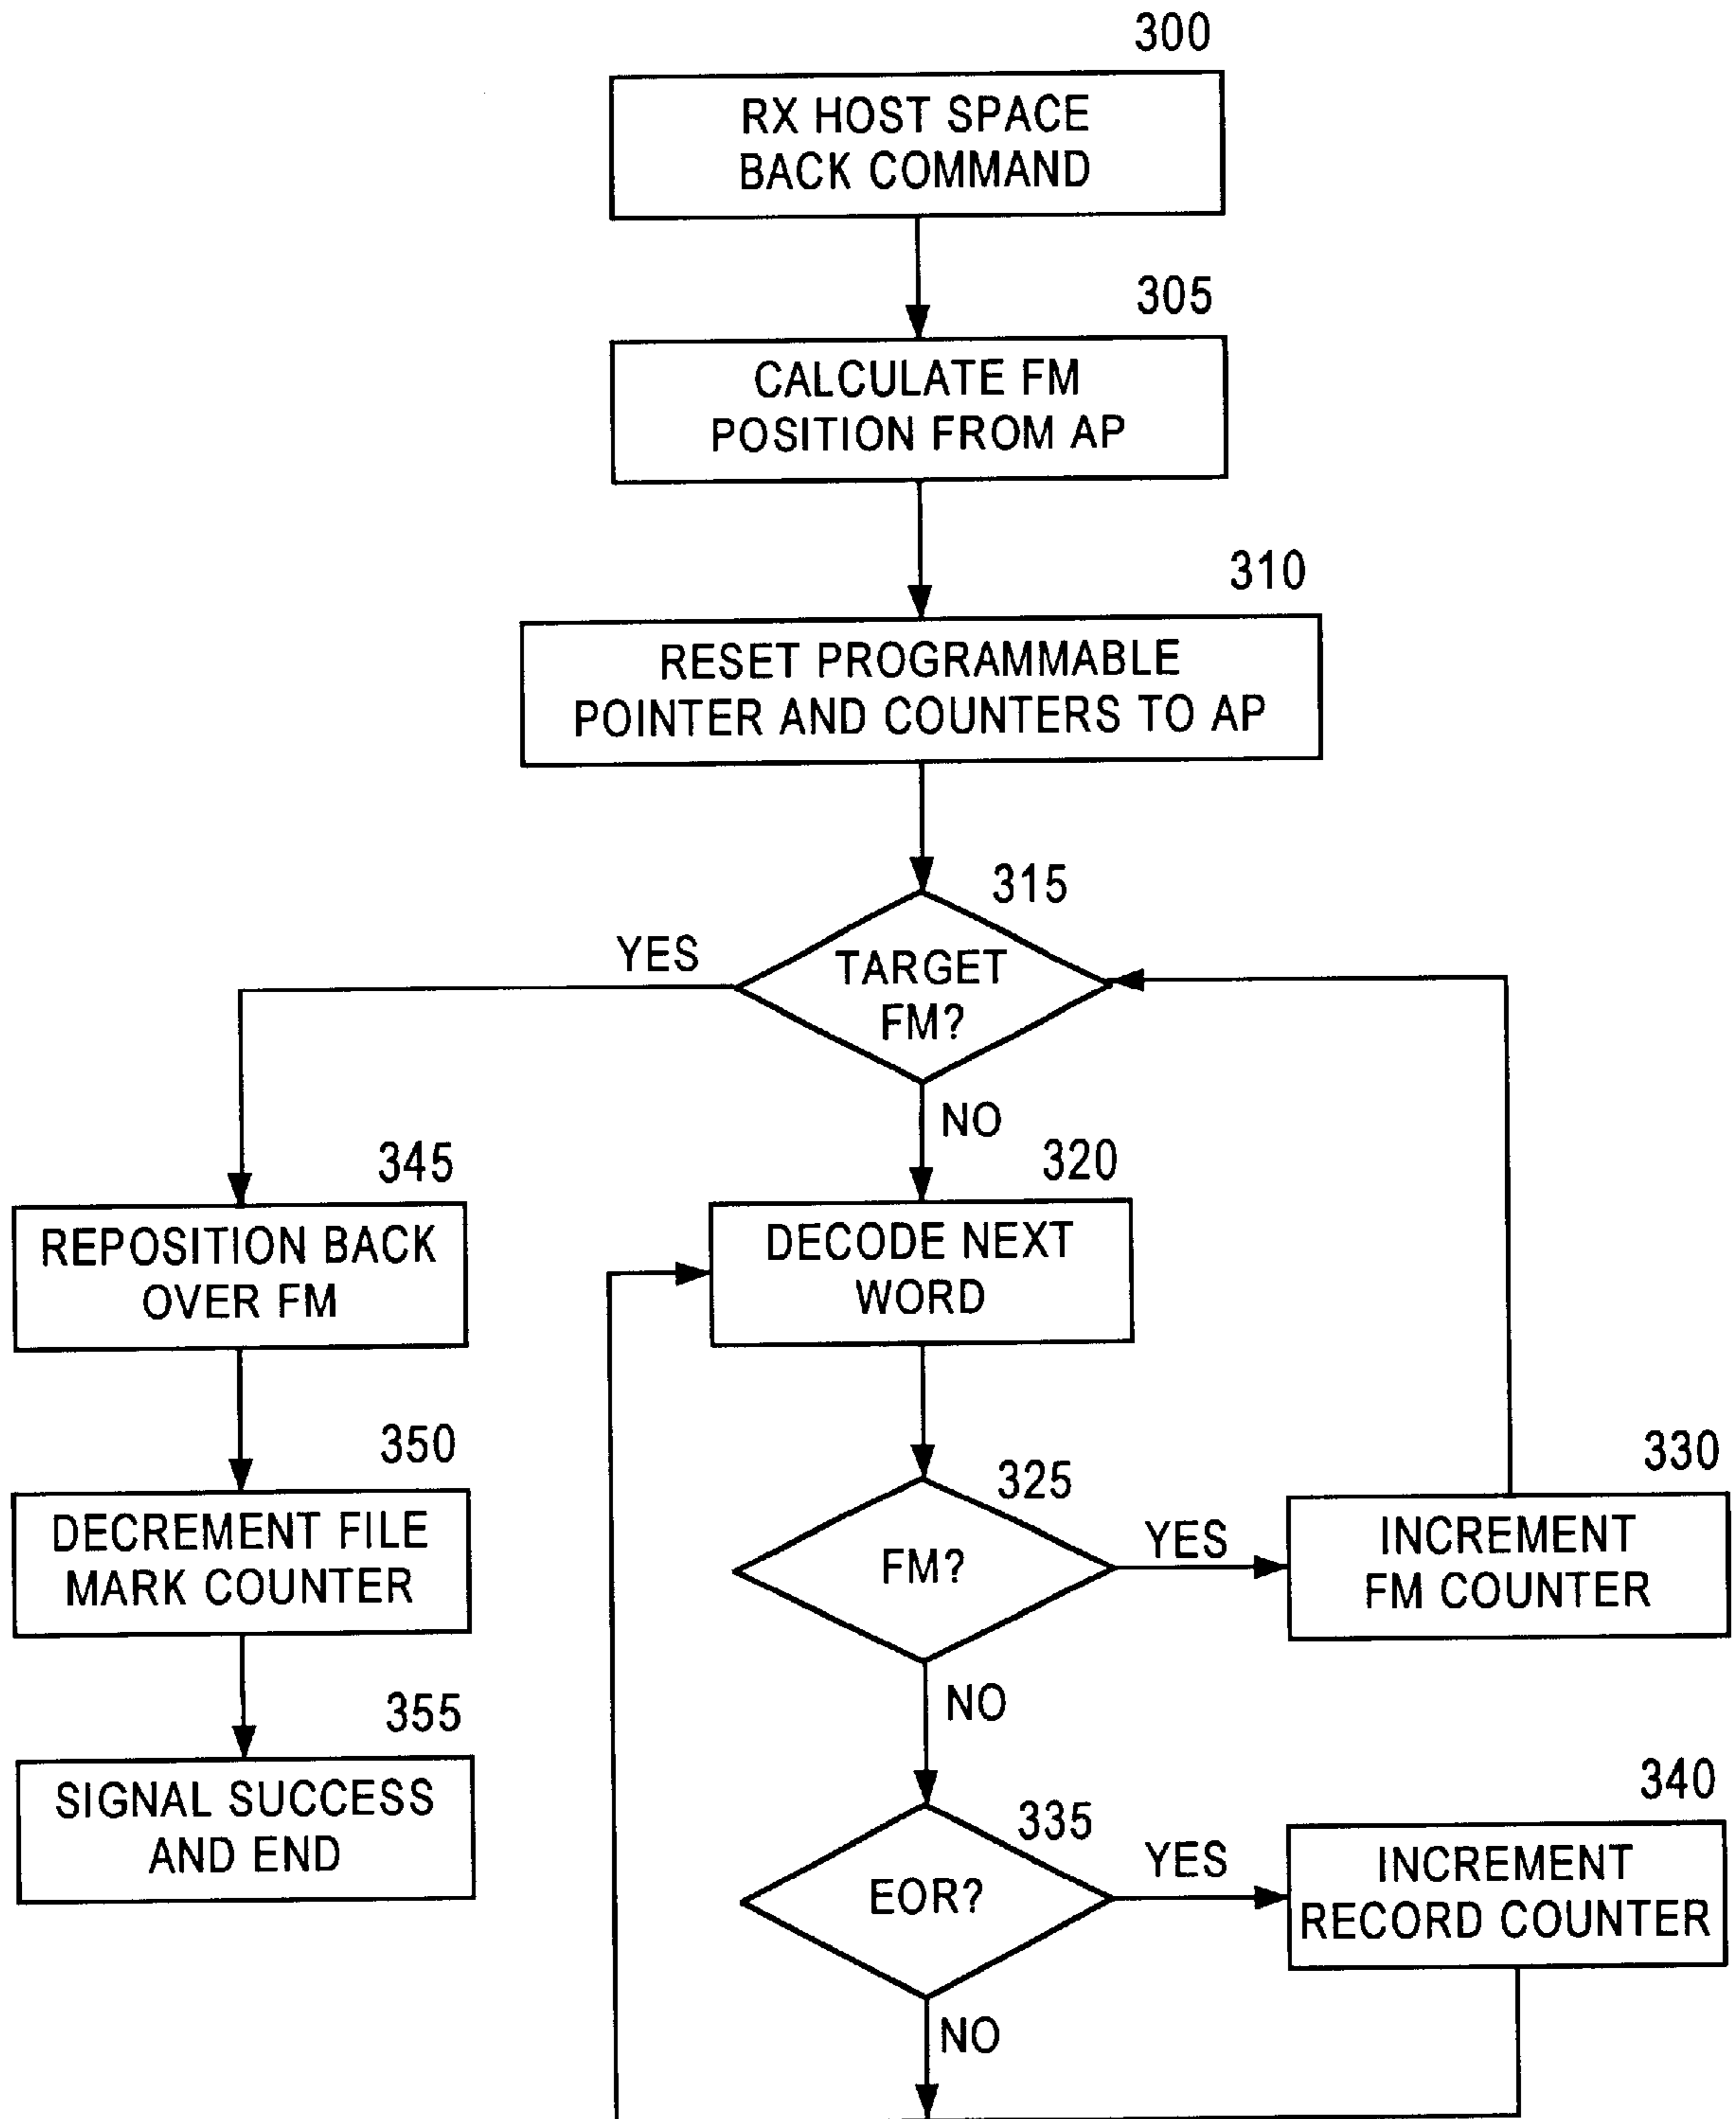 300
RX HOST SPACE
BACK COMMAND
305
CALCULATE FM
POSITION FROM AP
310
RESET PROGRAMMABLE
POINTER AND COUNTERS TO AP
315
YES
TARGET
FM?
NO
345
320
REPOSITION BACK
OVER FM
DECODE NEXT
WORD
350
325
330
DECREMENT FILE
MARK COUNTER
FM?
YES
INCREMENT
FM COUNTER
NO
355
SIGNAL SUCCESS
AND END
335
340
EOR?
YES
INCREMENT
RECORD COUNTER
NO